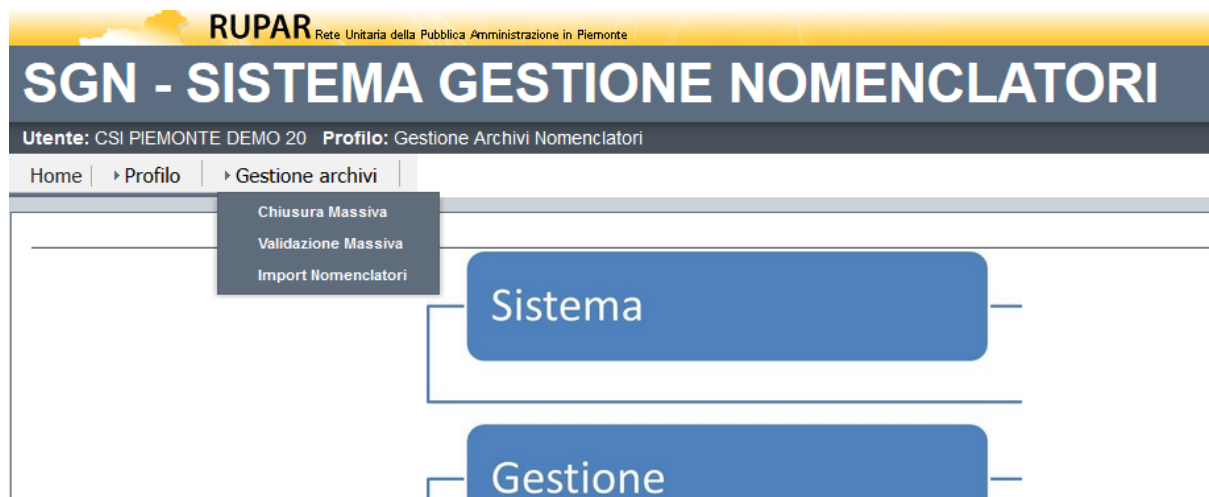 RUPAR Rete Unitaria della Pubblica Amministrazione in Piemonte
SGN - SISTEMA GESTIONE NOMENCLATORI
Utente: CSI PIEMONTE DEMO 20 Profilo: Gestione Archivi Nomenclatori
Home Profilo Gestione archivi
Chiusura Massiva
Validazione Massiva
Import Nomenclatori
Sistema
Gestione